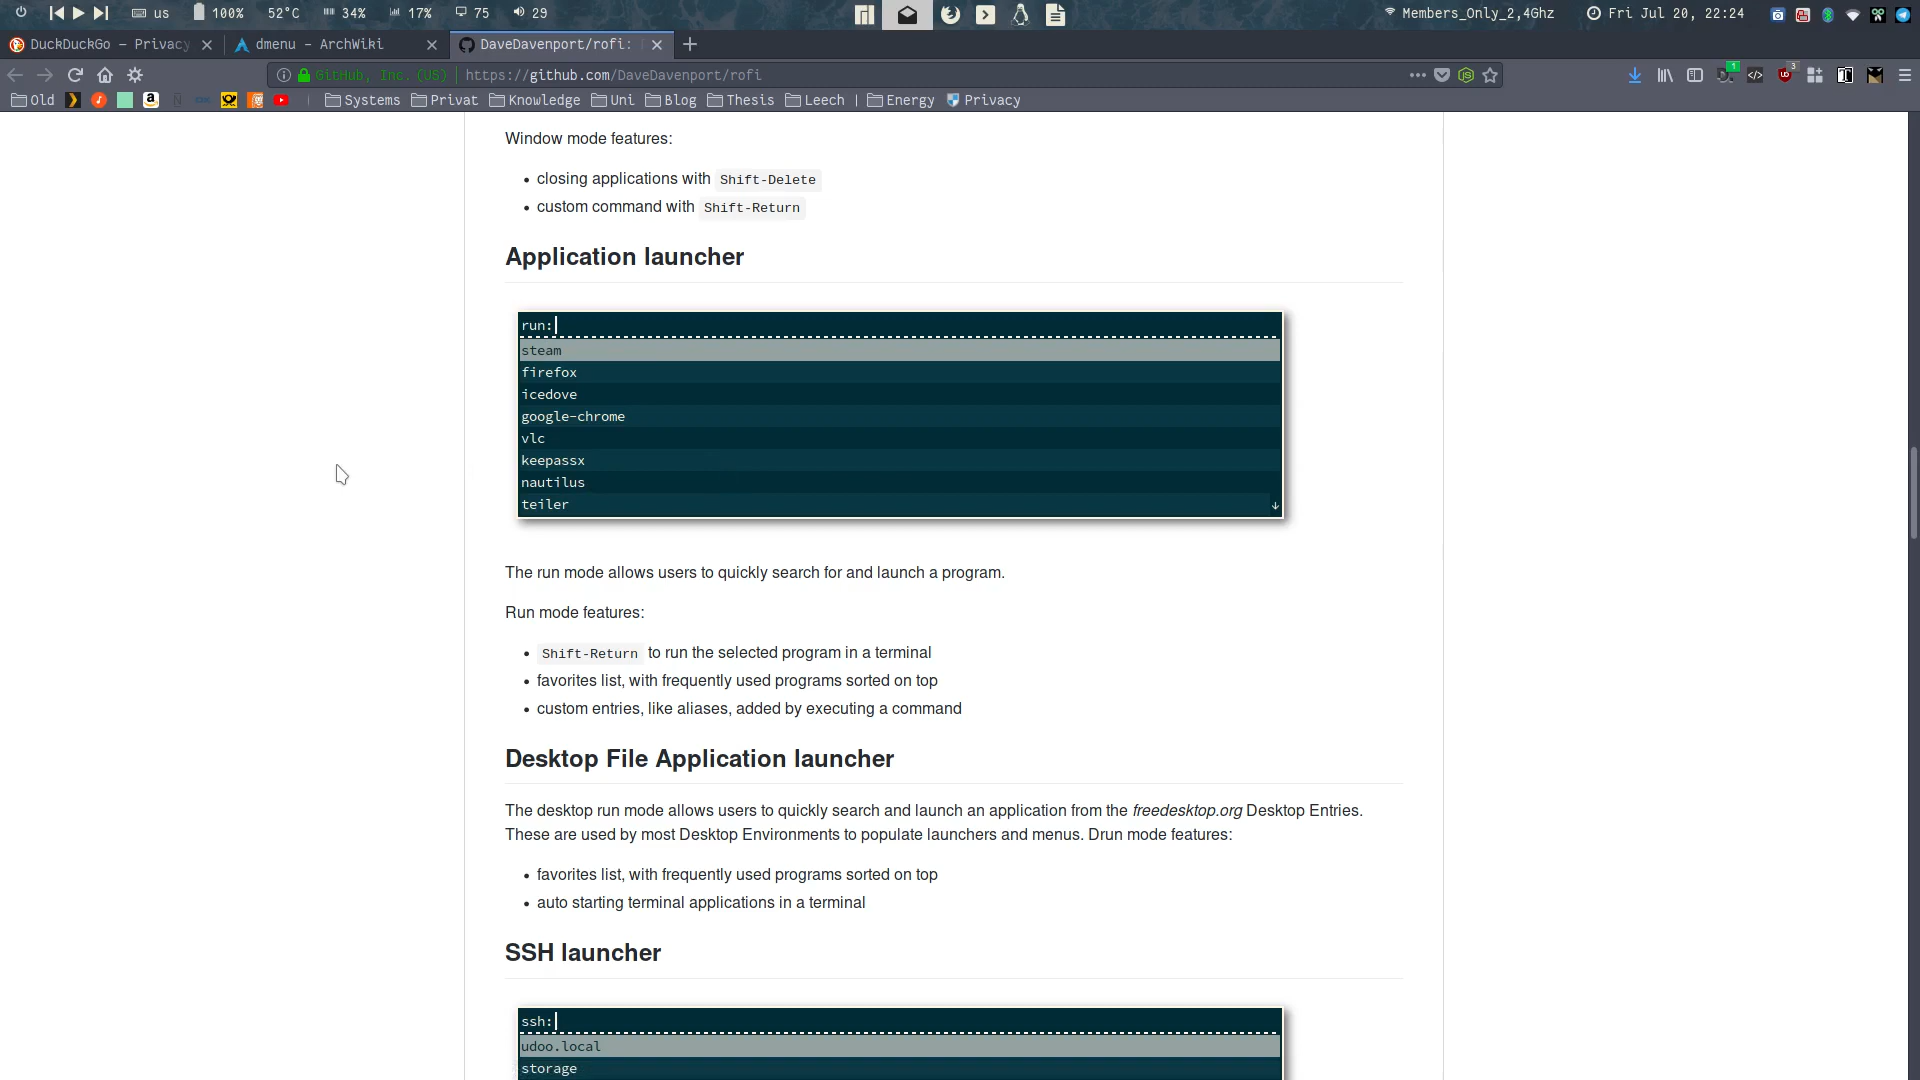 us 100% 52°C 34% 17% 75 29 Members_Only_2,4Ghz Fri Jul 20, 22:24
DuckDuckGo — Privacy dmenu - ArchWiki DaveDavenport/rofi:
GitHub, Inc. (US) https://github.com/DaveDavenport/rofi
Old Systems Privat Knowledge Uni Blog Thesis Leech | Energy Privacy
Window mode features:
• closing applications with Shift-Delete
• custom command with Shift-Return
Application launcher
run:
steam
firefox
icedove
google-chrome
vlc
keepassx
nautilus
teiler
The run mode allows users to quickly search for and launch a program.
Run mode features:
• Shift-Return to run the selected program in a terminal
• favorites list, with frequently used programs sorted on top
• custom entries, like aliases, added by executing a command
Desktop File Application launcher
The desktop run mode allows users to quickly search and launch an application from the freedesktop.org Desktop Entries.
These are used by most Desktop Environments to populate launchers and menus. Drun mode features:
• favorites list, with frequently used programs sorted on top
• auto starting terminal applications in a terminal
SSH launcher
ssh:
udoo.local
storage